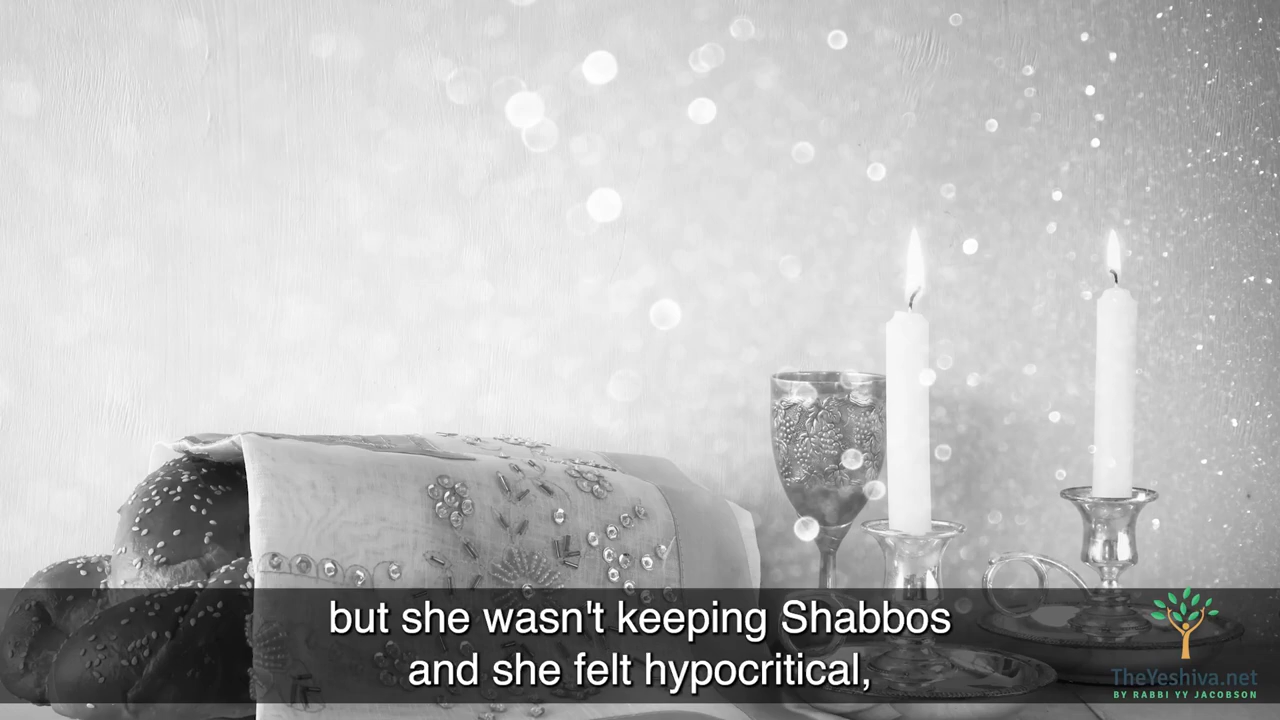 but she wasn't keeping Shabbos
and she felt hypocritical,
TheYeshiva.net
BY RABBI YY JACOBSON